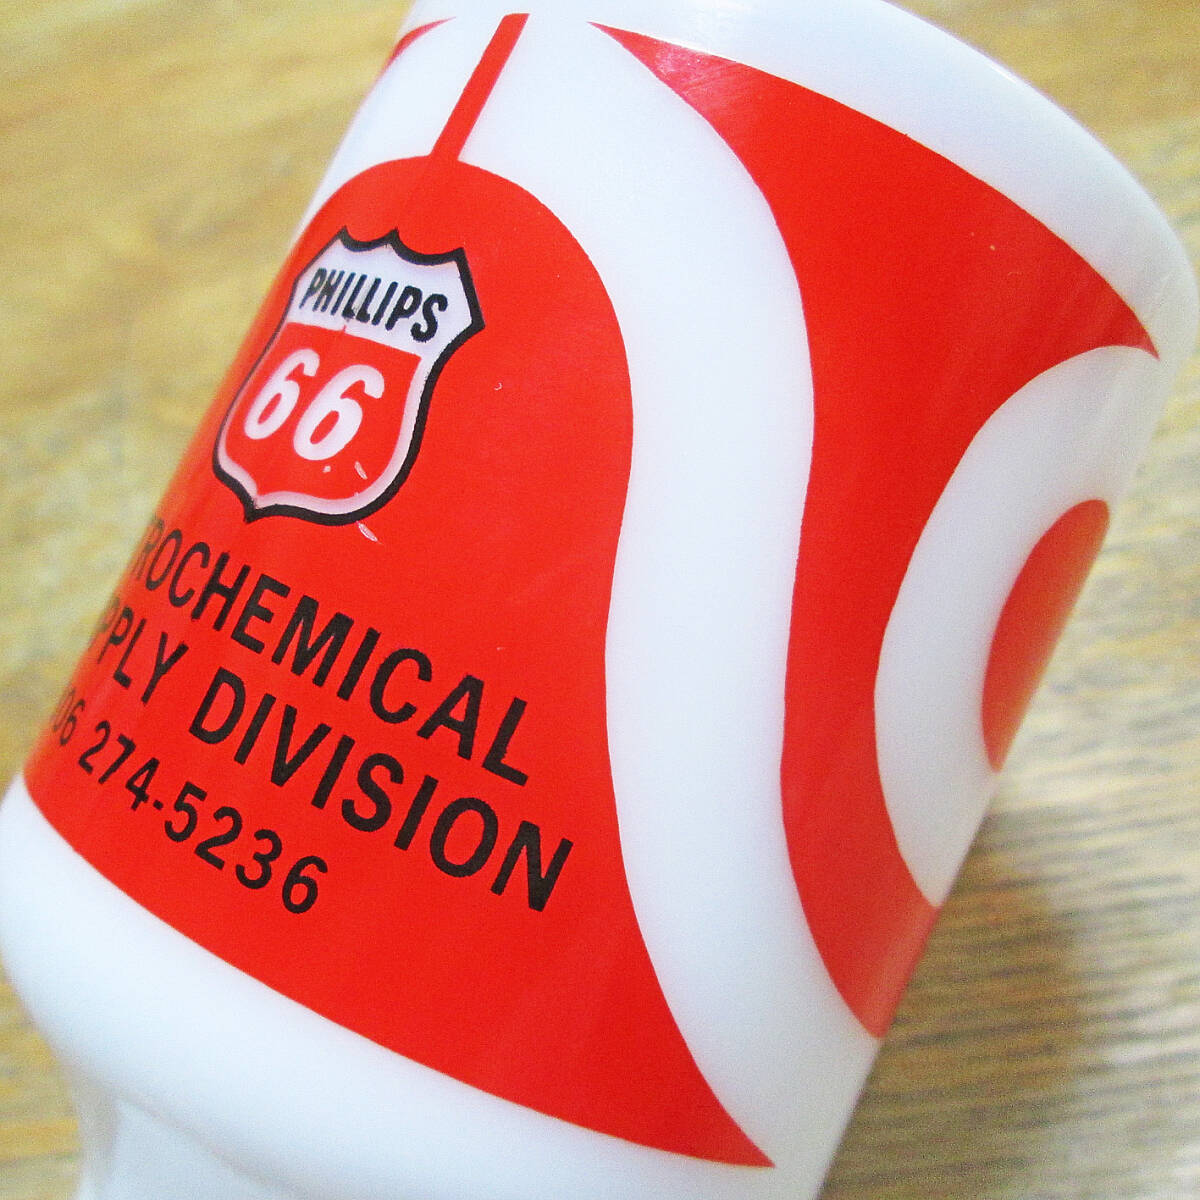 PHILLIPS
66
ROCHEMICAL
PPLY DIVISION
06 274-5236